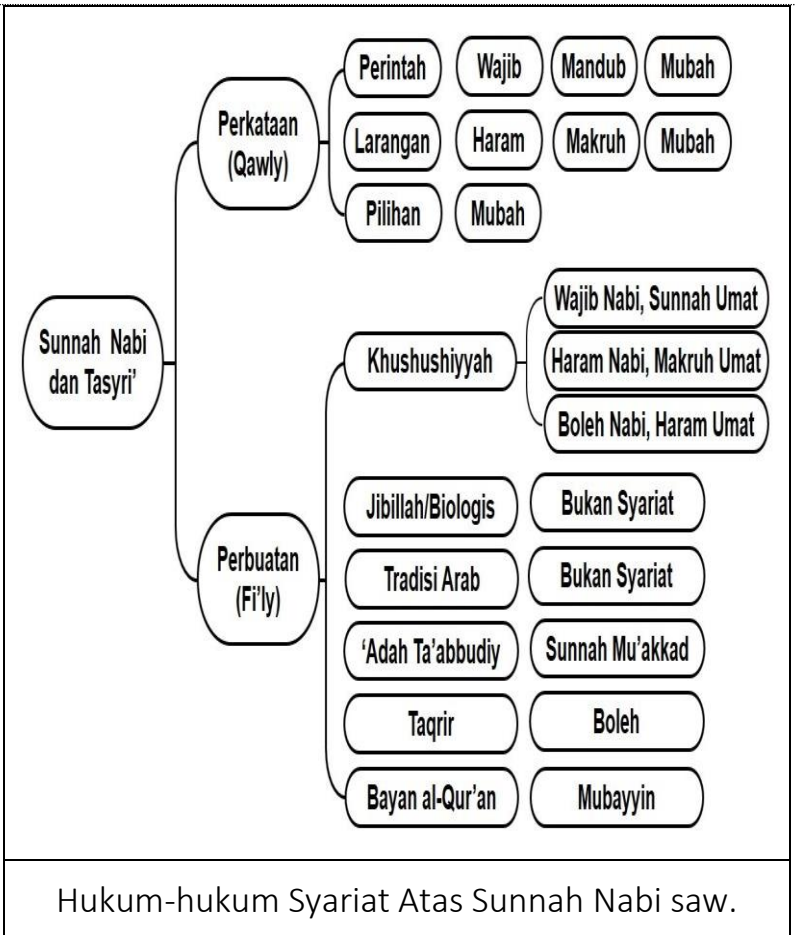 Perintah
Wajib
Mandub
Mubah
Perkataan
(Qawly)
Larangan
Haram
Makruh
Mubah
Pilihan
Mubah
Sunnah Nabi
dan Tasyri’
Wajib Nabi, Sunnah Umat
Khushushiyyah
Haram Nabi, Makruh Umat
Boleh Nabi, Haram Umat
Perbuatan
(Fi’ly)
Jibillah/Biologis
Bukan Syariat
Tradisi Arab
Bukan Syariat
‘Adah Ta’abbudiy
Sunnah Mu’akkad
Taqrir
Boleh
Bayan al-Qur’an
Mubayyin
Hukum-hukum Syariat Atas Sunnah Nabi saw.